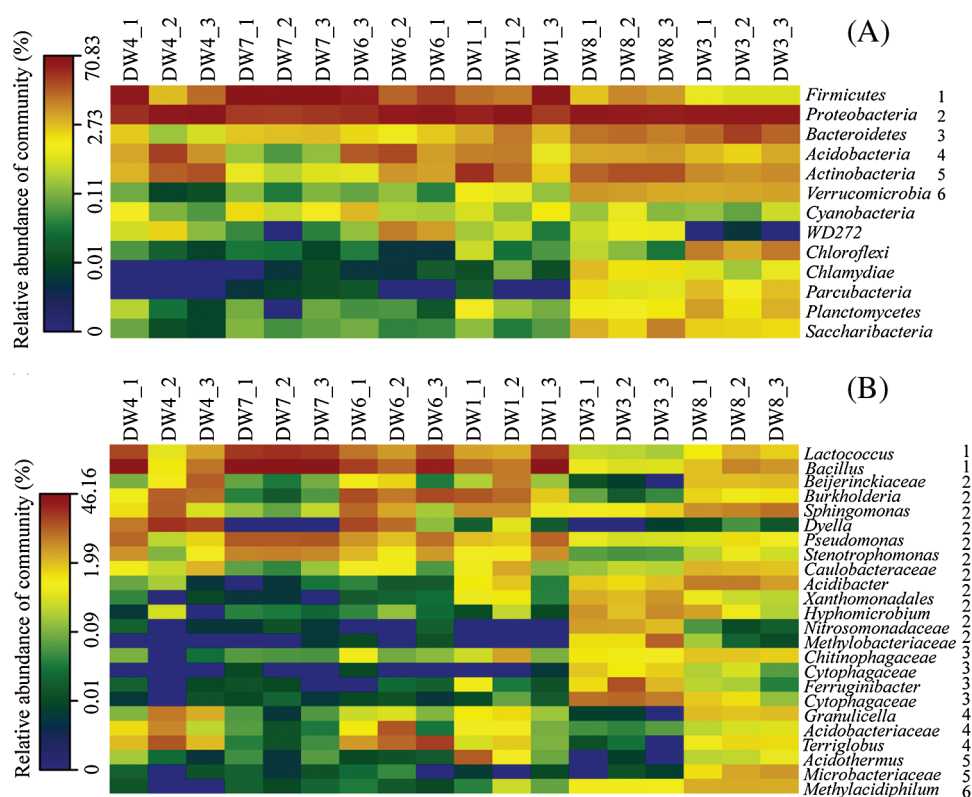 (A)
DW4_1 DW4_2 DW4_3 DW7_1 DW7_2 DW7_3 DW6_3 DW6_2 DW6_1 DW1_1 DW1_2 DW1_3 DW8_1 DW8_2 DW8_3 DW3_1 DW3_2 DW3_3
Relative abundance of community (%)
70.83
2.73
0.11
0.01
0
Firmicutes 1
Proteobacteria 2
Bacteroidetes 3
Acidobacteria 4
Actinobacteria 5
Verrucomicrobia 6
Cyanobacteria
WD272
Chloroflexi
Chlamydiae
Parcubacteria
Planctomycetes
Saccharibacteria
(B)
DW4_1 DW4_2 DW4_3 DW7_1 DW7_2 DW7_3 DW6_1 DW6_2 DW6_3 DW1_1 DW1_2 DW1_3 DW3_1 DW3_2 DW3_3 DW8_1 DW8_2 DW8_3
Relative abundance of community (%)
46.16
1.99
0.09
0.01
0
Lactococcus 1
Bacillus 1
Beijerinckiaceae 2
Burkholderia 2
Sphingomonas 2
Dyella 2
Pseudomonas 2
Stenotrophomonas 2
Caulobacteraceae 2
Acidibacter 2
Xanthomonadales 2
Hyphomicrobium 2
Nitrosomonadaceae 2
Methylobacteriaceae 2
Chitinophagaceae 3
Cytophagaceae 3
Ferruginibacter 3
Cytophagaceae 3
Granulicella 4
Acidobacteriaceae 4
Terriglobus 4
Acidothermus 5
Microbacteriaceae 5
Methylacidiphilum 6